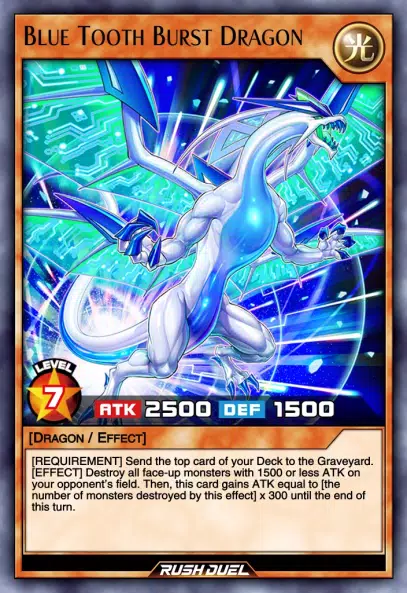 Blue Tooth Burst Dragon
光
LEVEL
7
ATK 2500 DEF 1500
[Dragon / Effect]
[REQUIREMENT] Send the top card of your Deck to the Graveyard.
[EFFECT] Destroy all face-up monsters with 1500 or less ATK on
your opponent's field. Then, this card gains ATK equal to [the
number of monsters destroyed by this effect] x 300 until the end of
this turn.
RUSH DUEL